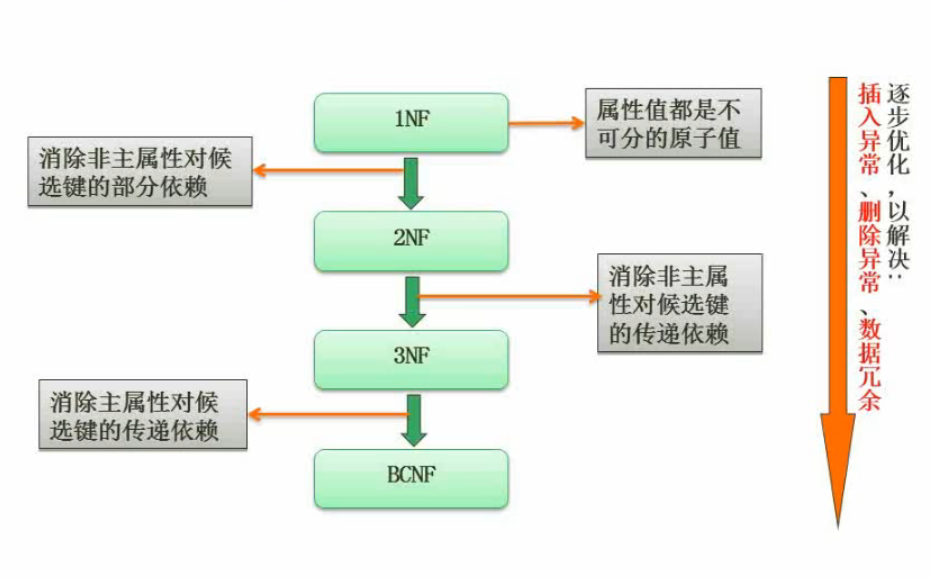 1NF
属性值都是不
可分的原子值
消除非主属性对候
选键的部分依赖
2NF
消除非主属
性对候选键
的传递依赖
3NF
消除主属性对候
选键的传递依赖
BCNF
逐步优化,以解决:
插入异常、删除异常、数据冗余